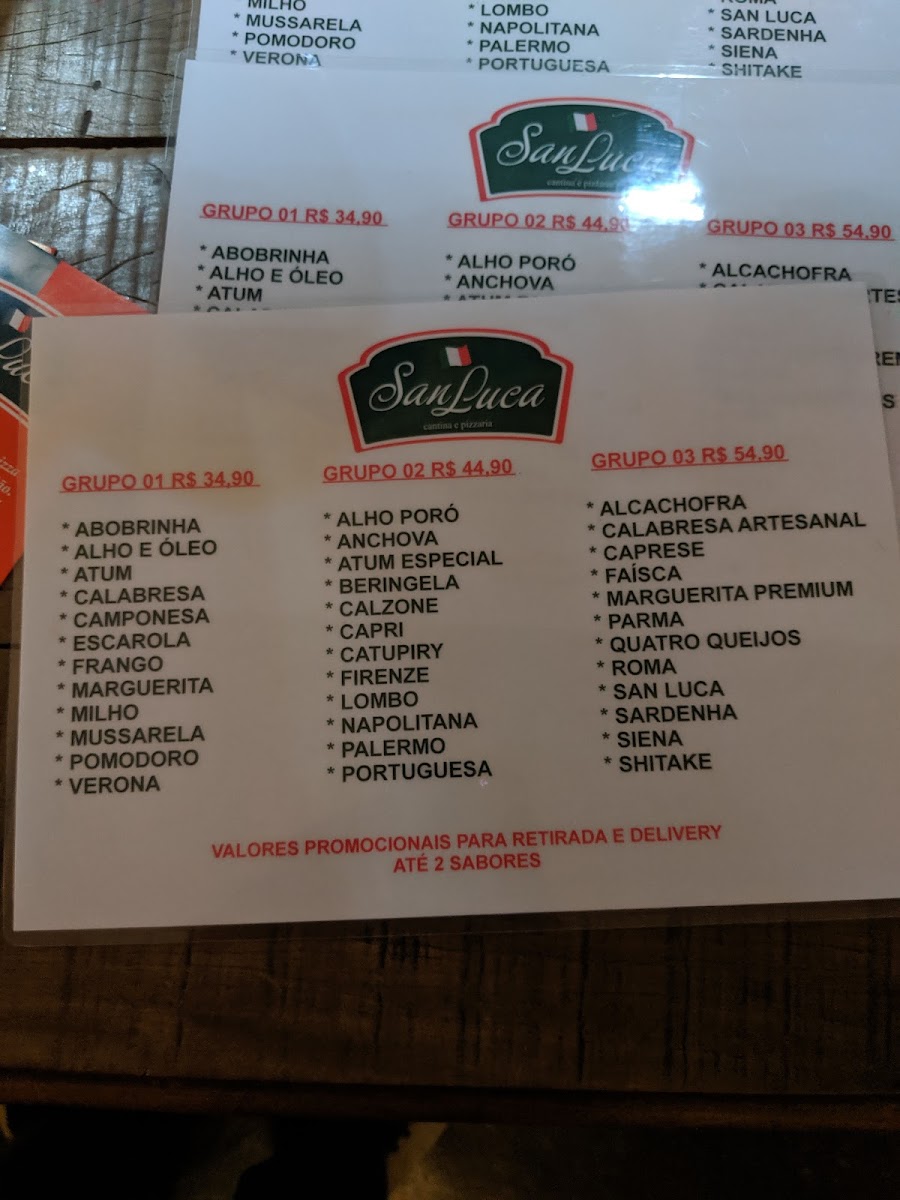 * MILHO
* MUSSARELA
* POMODORO
* VERONA
* LOMBO
* NAPOLITANA
* PALERMO
* PORTUGUESA
* SAN LUCA
* SARDENHA
* SIENA
* SHITAKE
San Luca
GRUPO 01 R$ 34,90
* ABOBRINHA
* ALHO E ÓLEO
* ATUM
GRUPO 02 R$ 44,90
* ALHO PORÓ
* ANCHOVA
GRUPO 03 R$ 54,90
* ALCACHOFRA
San Luca
cantina e pizzaria
GRUPO 01 R$ 34,90
* ABOBRINHA
* ALHO E ÓLEO
* ATUM
* CALABRESA
* CAMPONESA
* ESCAROLA
* FRANGO
* MARGUERITA
* MILHO
* MUSSARELA
* POMODORO
* VERONA
GRUPO 02 R$ 44,90
* ALHO PORÓ
* ANCHOVA
* ATUM ESPECIAL
* BERINGELA
* CALZONE
* CAPRI
* CATUPIRY
* FIRENZE
* LOMBO
* NAPOLITANA
* PALERMO
* PORTUGUESA
GRUPO 03 R$ 54,90
* ALCACHOFRA
* CALABRESA ARTESANAL
* CAPRESE
* FAÍSCA
* MARGUERITA PREMIUM
* PARMA
* QUATRO QUEIJOS
* ROMA
* SAN LUCA
* SARDENHA
* SIENA
* SHITAKE
VALORES PROMOCIONAIS PARA RETIRADA E DELIVERY
ATÉ 2 SABORES